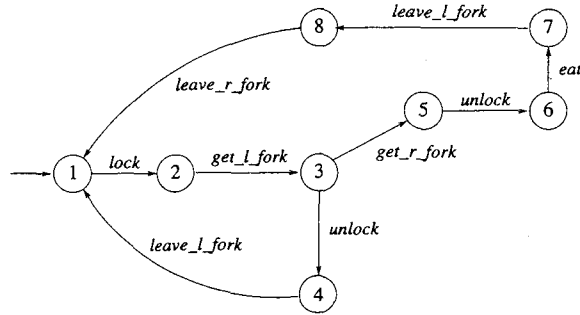 leave_l_fork
8
7
leave_r_fork
eat
5
unlock
6
get_r_fork
1
lock
2
get_l_fork
3
unlock
leave_l_fork
4